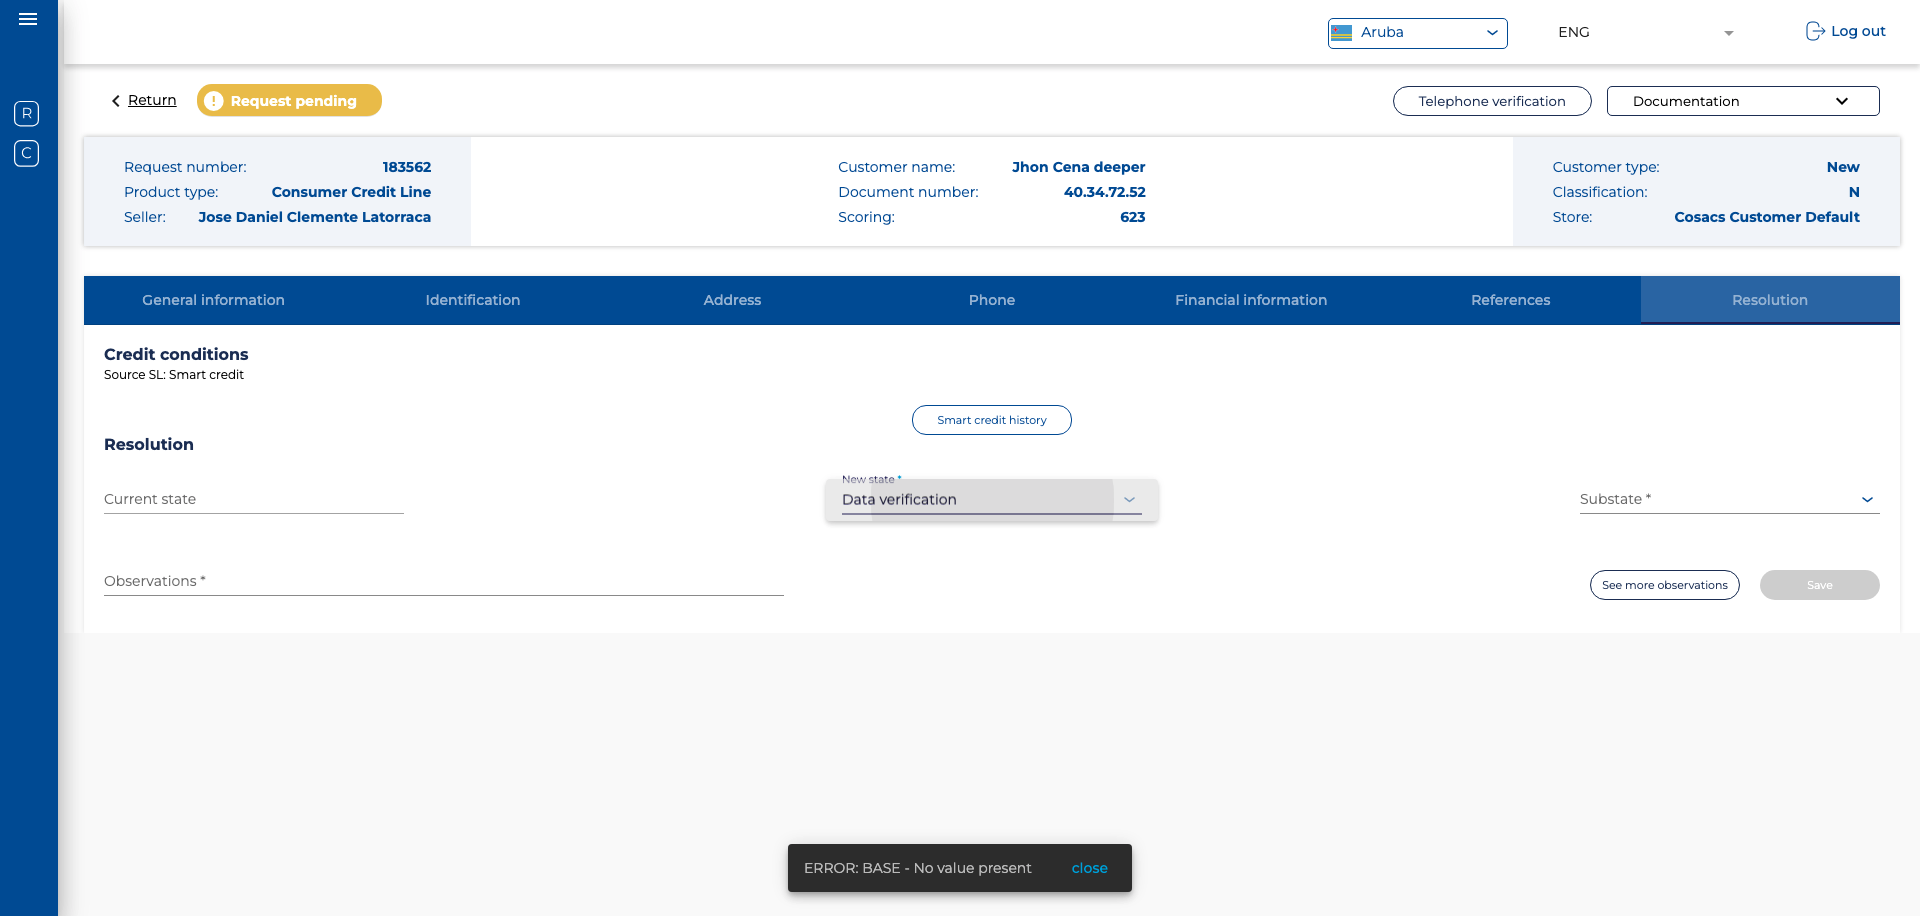 Aruba
ENG
Log out
R
C
Return
Request pending
Telephone verification
Documentation
Request number: 183562
Product type: Consumer Credit Line
Seller: Jose Daniel Clemente Latorraca
Customer name: Jhon Cena deeper
Document number: 40.34.72.52
Scoring: 623
Customer type: New
Classification: N
Store: Cosacs Customer Default
General information
Identification
Address
Phone
Financial information
References
Resolution
Credit conditions
Source SL: Smart credit
Smart credit history
Resolution
Current state
New state *
Data verification
Substate *
Observations *
See more observations
Save
ERROR: BASE - No value present
close